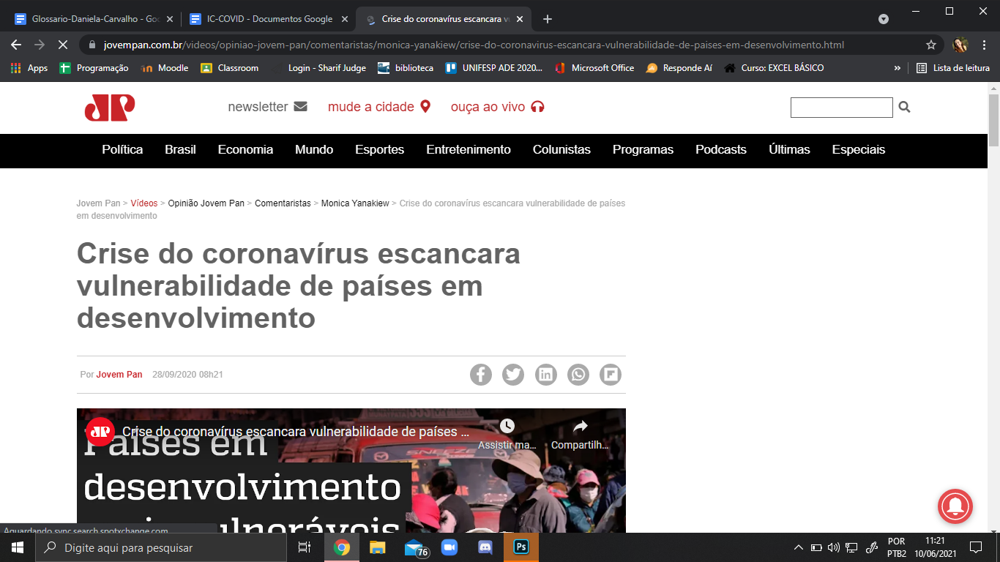 Glossario-Daniela-Carvalho - Goo
IC-COVID - Documentos Google
Crise do coronavírus escancara vu
jovempan.com.br/videos/opiniao-jovem-pan/comentaristas/monica-yanakiew/crise-do-coronavirus-escancara-vulnerabilidade-de-paises-em-desenvolvimento.html
Apps
Programação
Moodle
Classroom
Login - Sharif Judge
biblioteca
UNIFESP ADE 2020...
Microsoft Office
Responde Aí
Curso: EXCEL BÁSICO
»
Lista de leitura
JP
newsletter
mude a cidade
ouça ao vivo
Política Brasil Economia Mundo Esportes Entretenimento Colunistas Programas Podcasts Últimas Especiais
Jovem Pan > Vídeos > Opinião Jovem Pan > Comentaristas > Monica Yanakiew > Crise do coronavírus escancara vulnerabilidade de países
em desenvolvimento
Crise do coronavírus escancara
vulnerabilidade de países em
desenvolvimento
Por Jovem Pan 28/09/2020 08h21
JP
Crise do coronavírus escancara vulnerabilidade de países ...
Assistir ma...
Compartilh...
Países em
desenvolvimento
vulneráveis
SNEEZE
Aguardando sync.search.spotxchange.com...
Digite aqui para pesquisar
76
Ps
POR
PTB2
11:21
10/06/2021